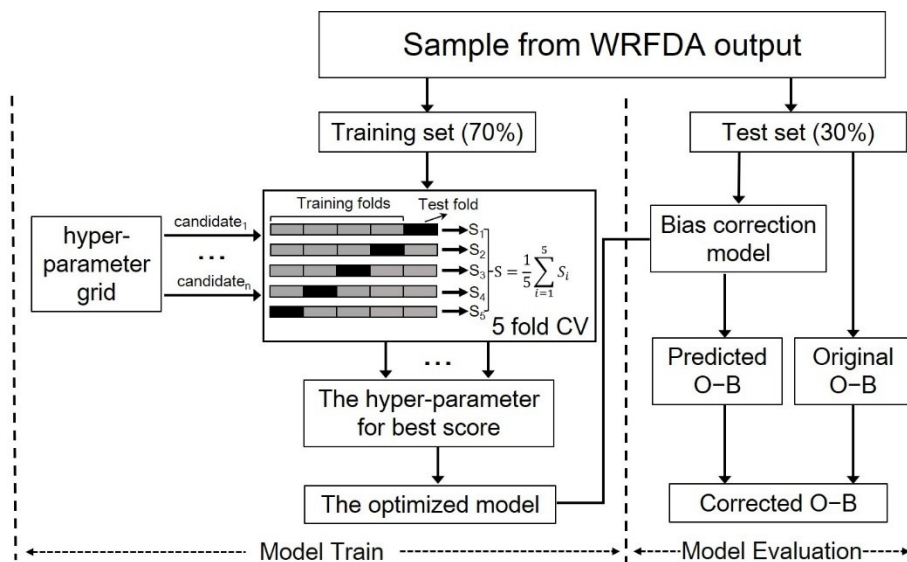 Sample from WRFDA output
Training set (70%)
Test set (30%)
Training folds
Test fold
hyper-
parameter
grid
candidate₁
...
candidateₙ
S₁
S₂
S₃
S₄
S₅
S = 1/5 ∑⁵ᵢ₌₁ Sᵢ
5 fold CV
...
The hyper-parameter
for best score
The optimized model
Bias correction
model
Predicted
O−B
Original
O−B
Corrected O−B
Model Train
Model Evaluation